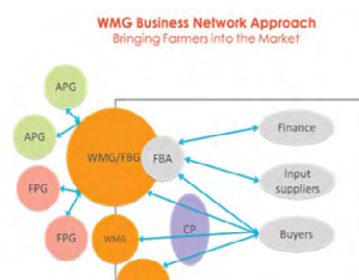 WMG Business Network Approach
Bringing Farmers into the Market
APG
APG
WMG/FBG
FBA
Finance
FPG
Input
suppliers
FPG
WMG
CP
Buyers